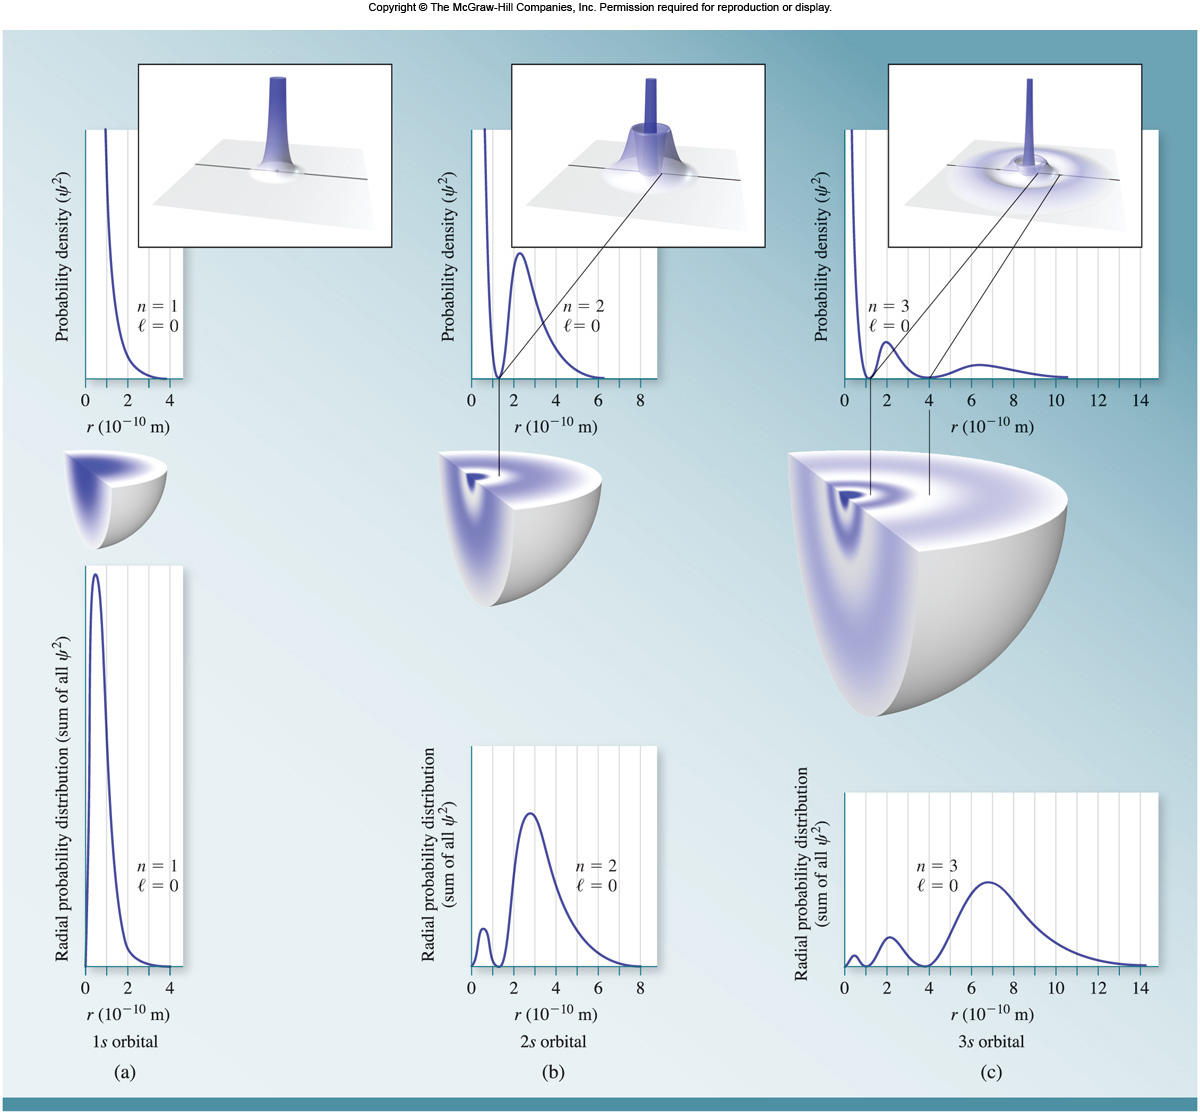 Copyright © The McGraw-Hill Companies, Inc. Permission required for reproduction or display.
Probability density (ψ²)
n = 1
ℓ = 0
0 2 4
r (10⁻¹⁰ m)
Probability density (ψ²)
n = 2
ℓ= 0
0 2 4 6 8
r (10⁻¹⁰ m)
Probability density (ψ²)
n = 3
ℓ = 0
0 2 4 6 8 10 12 14
r (10⁻¹⁰ m)
Radial probability distribution (sum of all ψ²)
n = 1
ℓ = 0
0 2 4
r (10⁻¹⁰ m)
1s orbital
(a)
Radial probability distribution
(sum of all ψ²)
n = 2
ℓ = 0
0 2 4 6 8
r (10⁻¹⁰ m)
2s orbital
(b)
Radial probability distribution
(sum of all ψ²)
n = 3
ℓ = 0
0 2 4 6 8 10 12 14
r (10⁻¹⁰ m)
3s orbital
(c)